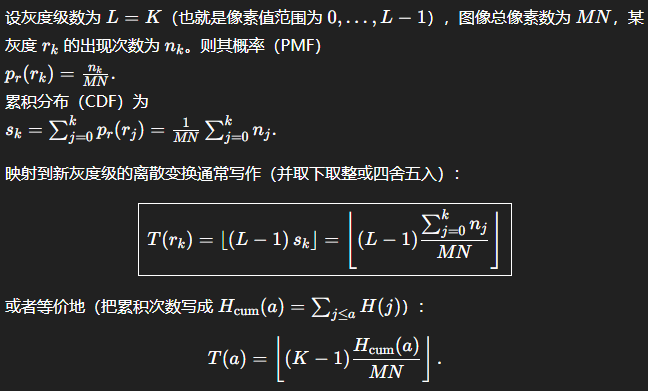 设灰度级数为 $L = K$（也就是像素值范围为 $0, \ldots, L-1$），图像总像素数为 $MN$，某
灰度 $r_k$ 的出现次数为 $n_k$。则其概率（PMF）
$p_r(r_k) = \frac{n_k}{MN}.$
累积分布（CDF）为
$s_k = \sum_{j=0}^{k} p_r(r_j) = \frac{1}{MN} \sum_{j=0}^{k} n_j.$
映射到新灰度级的离散变换通常写作（并取下取整或四舍五入）：
$T(r_k) = \lfloor (L-1)\, s_k \rfloor = \left\lfloor (L-1) \frac{\sum_{j=0}^{k} n_j}{MN} \right\rfloor$
或者等价地（把累积次数写成 $H_{\text{cum}}(a) = \sum_{j \le a} H(j)$）：
$T(a) = \left\lfloor (K-1) \frac{H_{\text{cum}}(a)}{MN} \right\rfloor.$